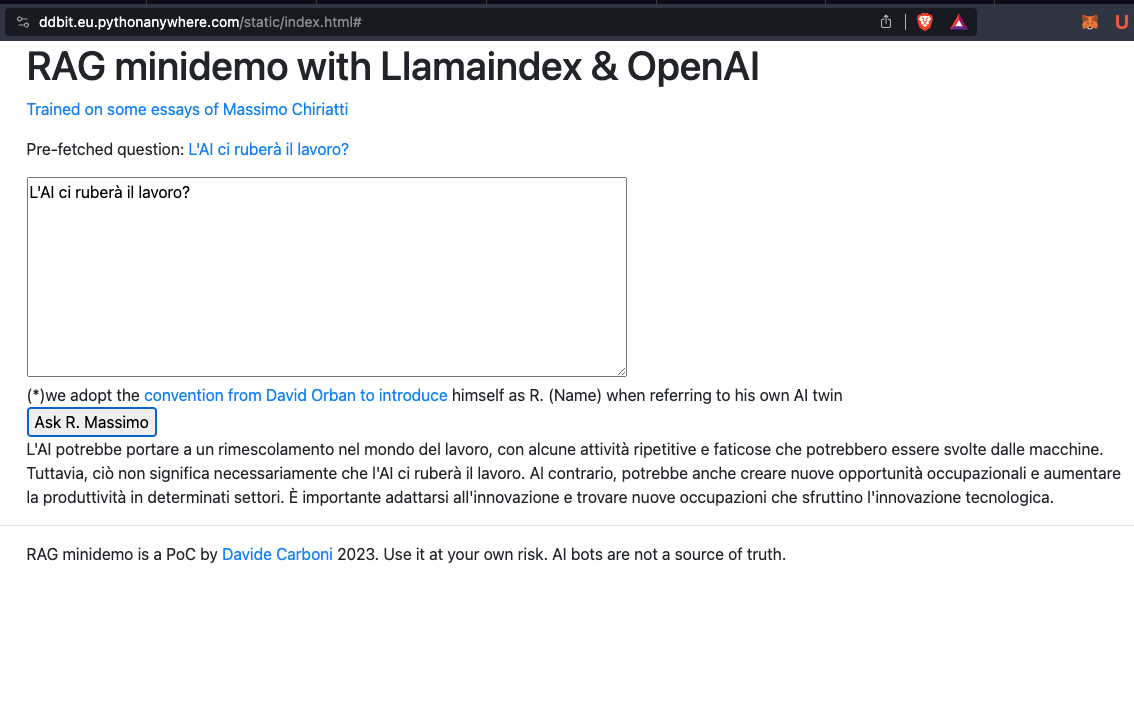 ddbit.eu.pythonanywhere.com/static/index.html#
RAG minidemo with Llamaindex & OpenAI
Trained on some essays of Massimo Chiriatti
Pre-fetched question: L'AI ci ruberà il lavoro?
L'AI ci ruberà il lavoro?
(*)we adopt the convention from David Orban to introduce himself as R. (Name) when referring to his own AI twin
Ask R. Massimo
L'AI potrebbe portare a un rimescolamento nel mondo del lavoro, con alcune attività ripetitive e faticose che potrebbero essere svolte dalle macchine.
Tuttavia, ciò non significa necessariamente che l'AI ci ruberà il lavoro. Al contrario, potrebbe anche creare nuove opportunità occupazionali e aumentare
la produttività in determinati settori. È importante adattarsi all'innovazione e trovare nuove occupazioni che sfruttino l'innovazione tecnologica.
RAG minidemo is a PoC by Davide Carboni 2023. Use it at your own risk. AI bots are not a source of truth.